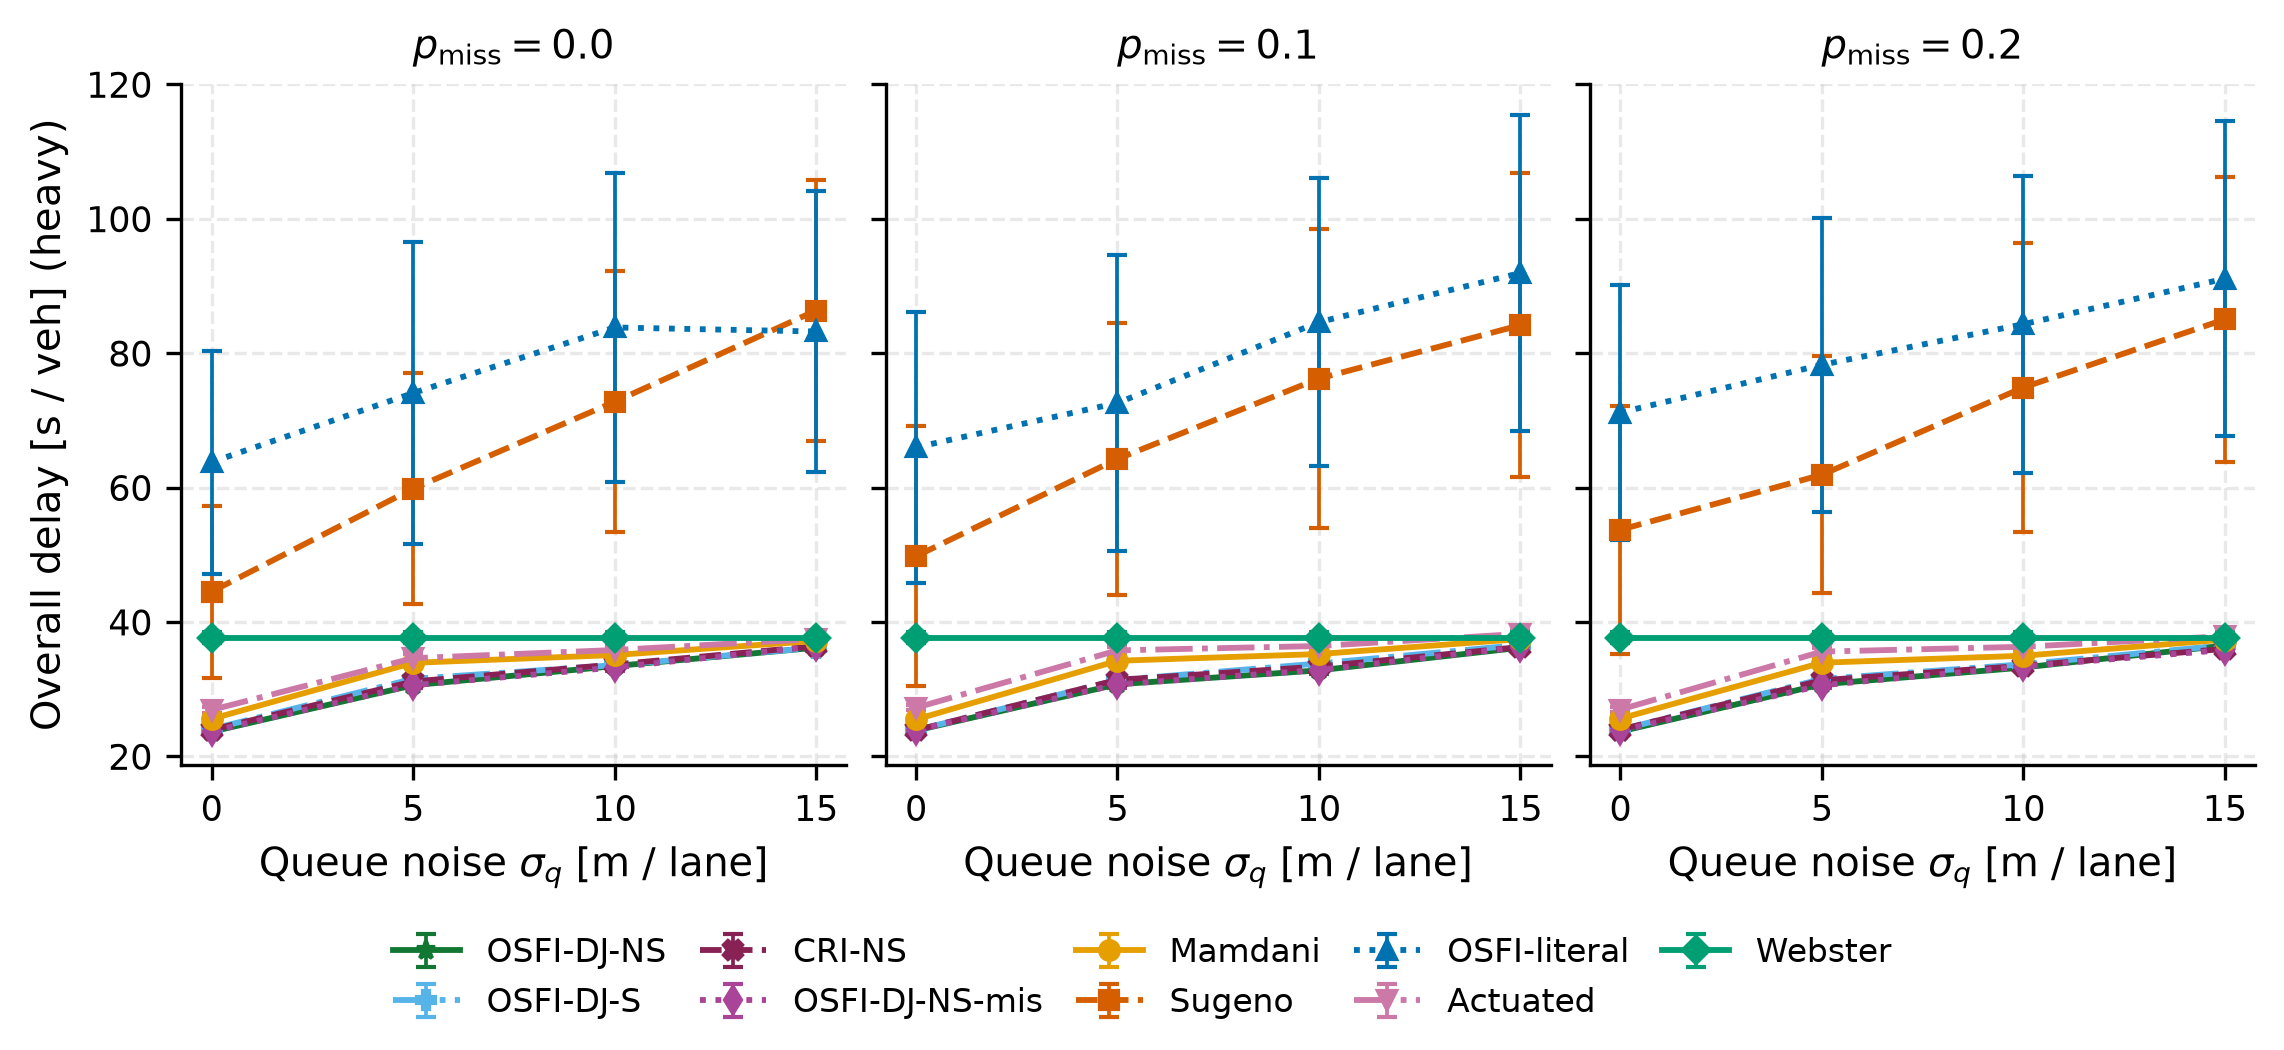 p_miss = 0.0
p_miss = 0.1
p_miss = 0.2
Overall delay [s / veh] (heavy)
120
100
80
60
40
20
0 5 10 15
0 5 10 15
0 5 10 15
Queue noise σ_q [m / lane]
Queue noise σ_q [m / lane]
Queue noise σ_q [m / lane]
OSFI-DJ-NS CRI-NS Mamdani OSFI-literal Webster
OSFI-DJ-S OSFI-DJ-NS-mis Sugeno Actuated